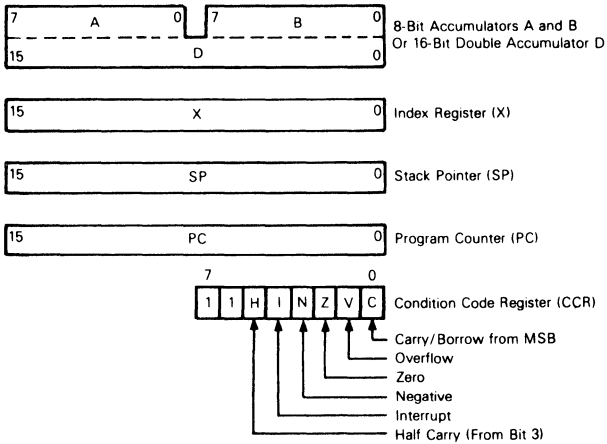 7 A 0 7 B 0 8-Bit Accumulators A and B
15 D 0 Or 16-Bit Double Accumulator D
15 X 0 Index Register (X)
15 SP 0 Stack Pointer (SP)
15 PC 0 Program Counter (PC)
7 0
1 1 H I N Z V C Condition Code Register (CCR)
Carry/Borrow from MSB
Overflow
Zero
Negative
Interrupt
Half Carry (From Bit 3)